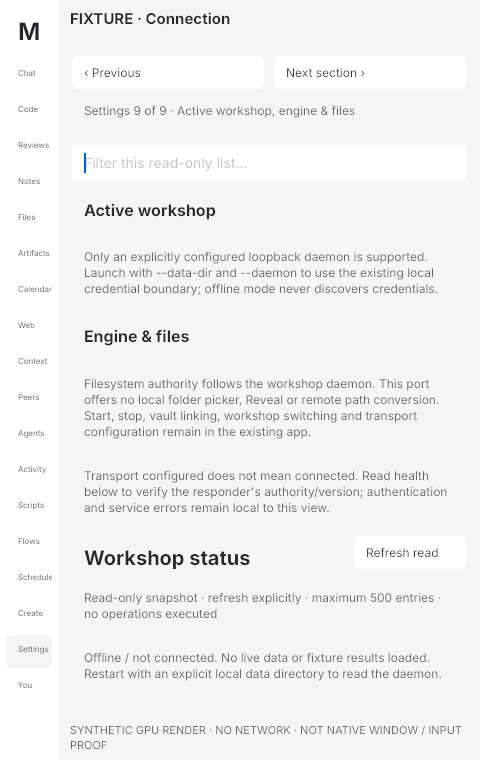 M
Chat
Code
Reviews
Notes
Files
Artifacts
Calendar
Web
Context
Peers
Agents
Activity
Scripts
Flows
Schedule
Create
Settings
You
FIXTURE · Connection
‹ Previous
Next section ›
Settings 9 of 9 · Active workshop, engine & files
Filter this read-only list...
Active workshop
Only an explicitly configured loopback daemon is supported.
Launch with --data-dir and --daemon to use the existing local
credential boundary; offline mode never discovers credentials.
Engine & files
Filesystem authority follows the workshop daemon. This port
offers no local folder picker, Reveal or remote path conversion.
Start, stop, vault linking, workshop switching and transport
configuration remain in the existing app.
Transport configured does not mean connected. Read health
below to verify the responder's authority/version; authentication
and service errors remain local to this view.
Workshop status
Refresh read
Read-only snapshot · refresh explicitly · maximum 500 entries ·
no operations executed
Offline / not connected. No live data or fixture results loaded.
Restart with an explicit local data directory to read the daemon.
SYNTHETIC GPU RENDER · NO NETWORK · NOT NATIVE WINDOW / INPUT
PROOF